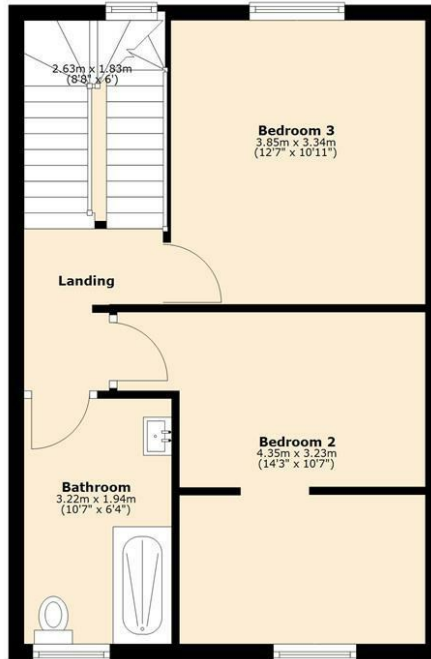 2.63m x 1.83m
(8'8" x 6')
Bedroom 3
3.85m x 3.34m
(12'7" x 10'11")
Landing
Bedroom 2
4.35m x 3.23m
(14'3" x 10'7")
Bathroom
3.22m x 1.94m
(10'7" x 6'4")